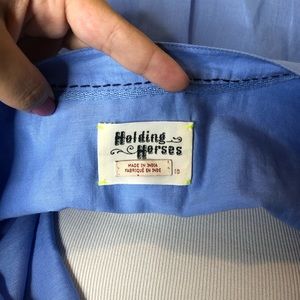 Holding
Horses
MADE IN INDIA
FABRIQUÉ EN INDE
10